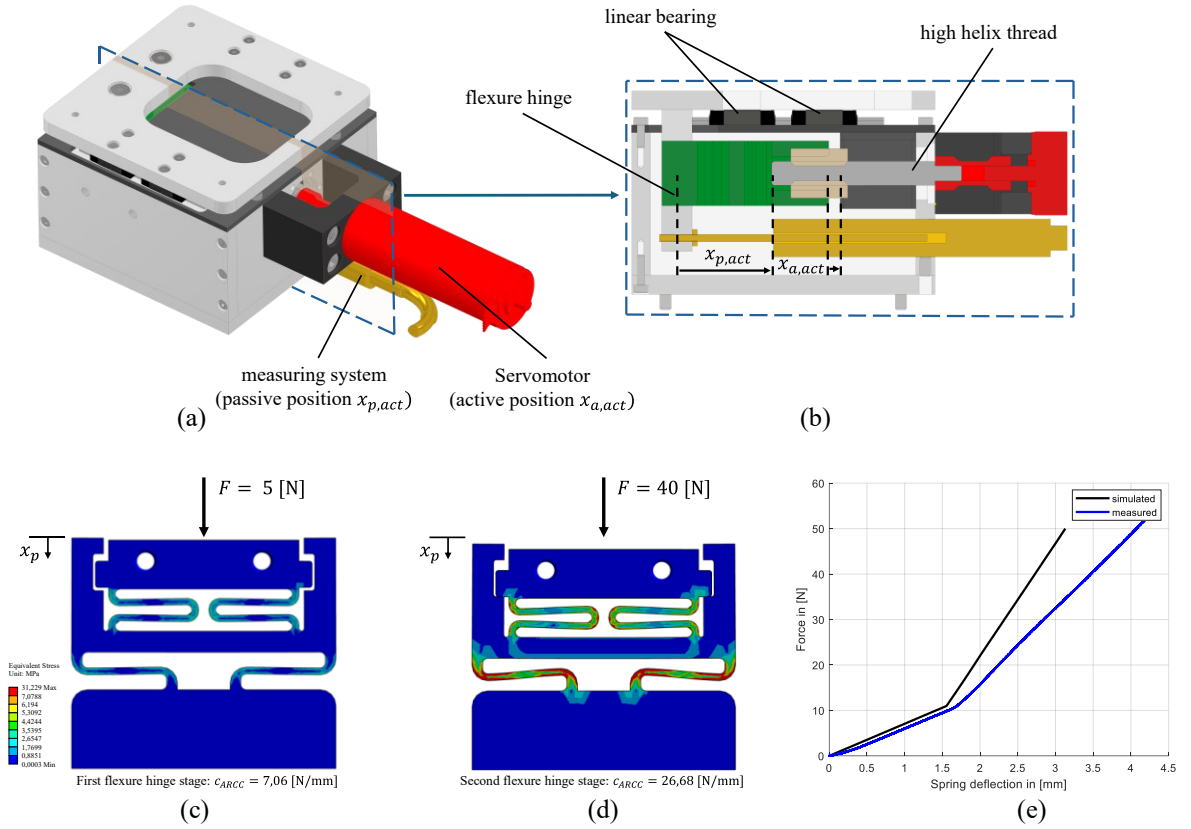 linear bearing
high helix thread
flexure hinge
x_{p,act}
x_{a,act}
measuring system
(passive position x_{p,act})
Servomotor
(active position x_{a,act})
(a)
(b)
F = 5 [N]
x_p
Equivalent Stress
Unit: MPa
31,229 Max
7,0788
6,194
5,3092
4,4244
3,5395
2,6547
1,7699
0,8851
0,0003 Min
First flexure hinge stage: c_{ARCC} = 7,06 [N/mm]
(c)
F = 40 [N]
x_p
Second flexure hinge stage: c_{ARCC} = 26,68 [N/mm]
(d)
simulated
measured
Force in [N]
60
50
40
30
20
10
0
0 0.5 1 1.5 2 2.5 3 3.5 4 4.5
Spring deflection in [mm]
(e)